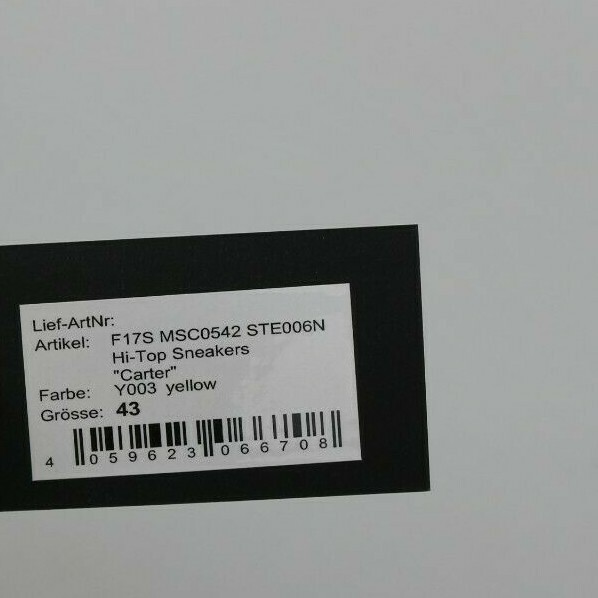 Lief-ArtNr:
Artikel: F17S MSC0542 STE006N
Hi-Top Sneakers
"Carter"
Farbe: Y003 yellow
Grösse: 43
4 059623 066708